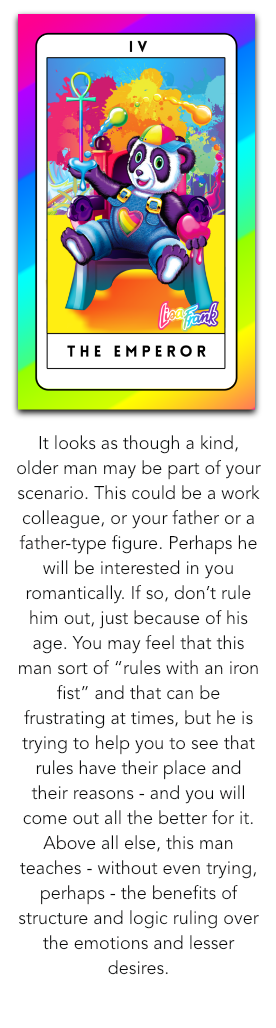 IV
Lisa Frank
THE EMPEROR
It looks as though a kind,
older man may be part of your
scenario. This could be a work
colleague, or your father or a
father-type figure. Perhaps he
will be interested in you
romantically. If so, don’t rule
him out, just because of his
age. You may feel that this
man sort of “rules with an iron
fist” and that can be
frustrating at times, but he is
trying to help you to see that
rules have their place and
their reasons - and you will
come out all the better for it.
Above all else, this man
teaches - without even trying,
perhaps - the benefits of
structure and logic ruling over
the emotions and lesser
desires.